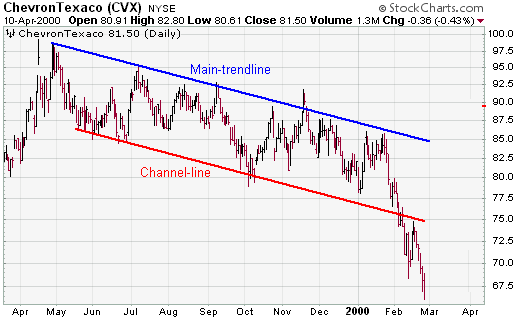 ChevronTexaco (CVX) NYSE © StockCharts.com
10-Apr-2000 Open 80.91 High 82.80 Low 80.61 Close 81.50 Volume 1.3M Chg -0.36 (-0.43%)
ChevronTexaco 81.50 (Daily)
100.0
97.5
95.0
92.5
90.0
87.5
85.0
82.5
80.0
77.5
75.0
72.5
70.0
67.5
Main-trendline
Channel-line
Apr May Jun Jul Aug Sep Oct Nov Dec 2000 Feb Mar Apr